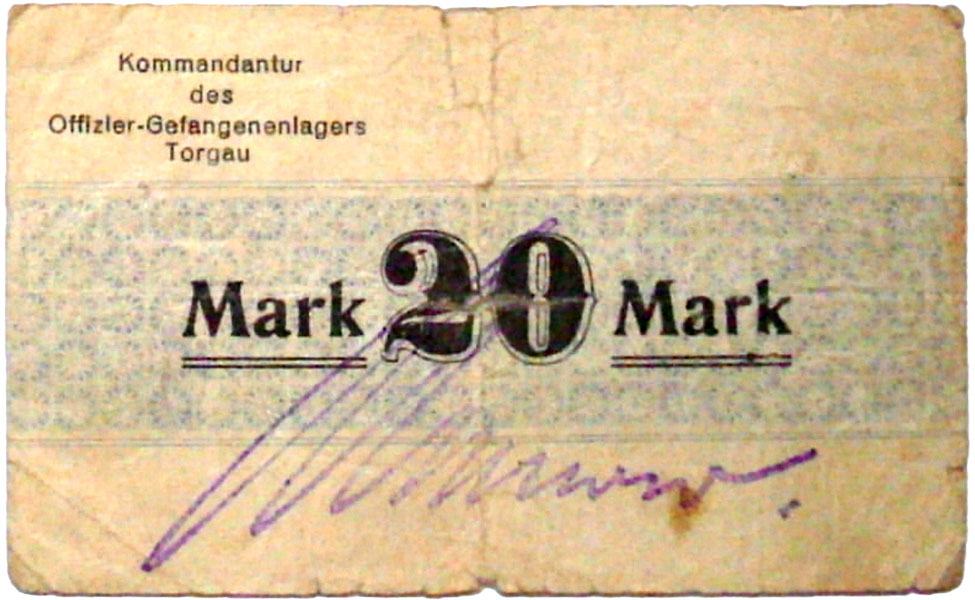 Kommandantur
des
Offizier-Gefangenenlagers
Torgau
Mark 20 Mark